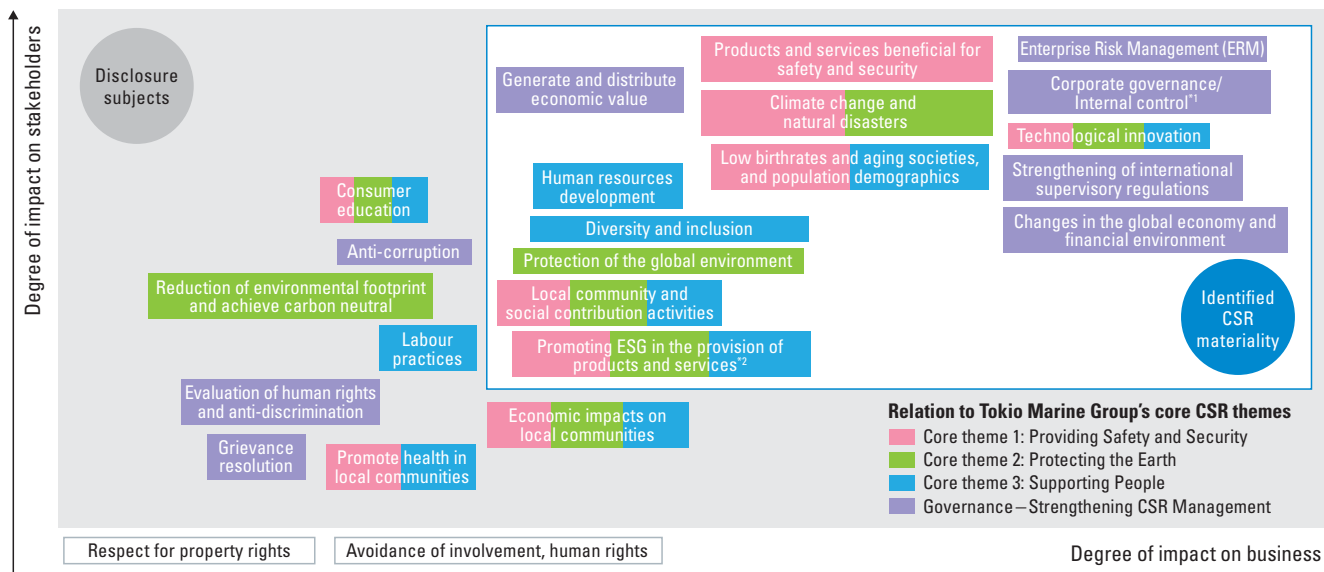 Degree of impact on stakeholders
Disclosure
subjects
Generate and distribute
economic value
Products and services beneficial for
safety and security
Climate change and
natural disasters
Low birthrates and aging societies,
and population demographics
Enterprise Risk Management (ERM)
Corporate governance/
Internal control*1
Technological innovation
Strengthening of international
supervisory regulations
Changes in the global economy and
financial environment
Human resources
development
Diversity and inclusion
Protection of the global environment
Local community and
social contribution activities
Promoting ESG in the provision of
products and services*2
Identified
CSR
materiality
Consumer
education
Anti-corruption
Reduction of environmental footprint
and achieve carbon neutral
Labour
practices
Evaluation of human rights
and anti-discrimination
Grievance
resolution
Promote health in
local communities
Economic impacts on
local communities
Relation to Tokio Marine Group's core CSR themes
Core theme 1: Providing Safety and Security
Core theme 2: Protecting the Earth
Core theme 3: Supporting People
Governance – Strengthening CSR Management
Respect for property rights
Avoidance of involvement, human rights
Degree of impact on business